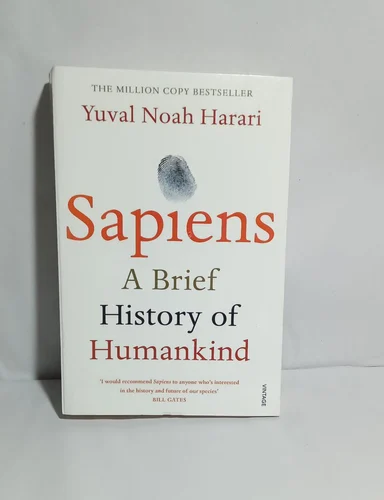 THE MILLION COPY BESTSELLER
Yuval Noah Harari
Sapiens
A Brief
History of
Humankind
'I would recommend Sapiens to anyone who's interested
in the history and future of our species'
BILL GATES
VINTAGE